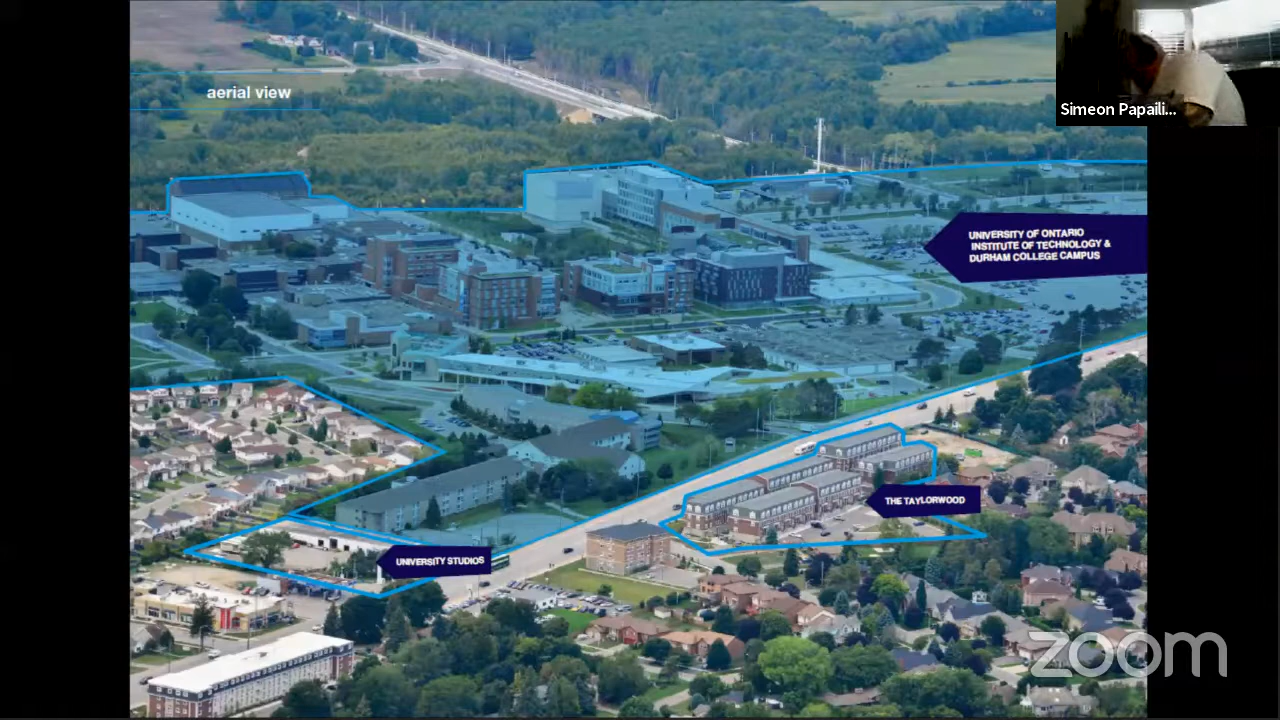 aerial view
Simeon Papaili...
UNIVERSITY OF ONTARIO
INSTITUTE OF TECHNOLOGY &
DURHAM COLLEGE CAMPUS
THE TAYLORWOOD
UNIVERSITY STUDIOS
zoom